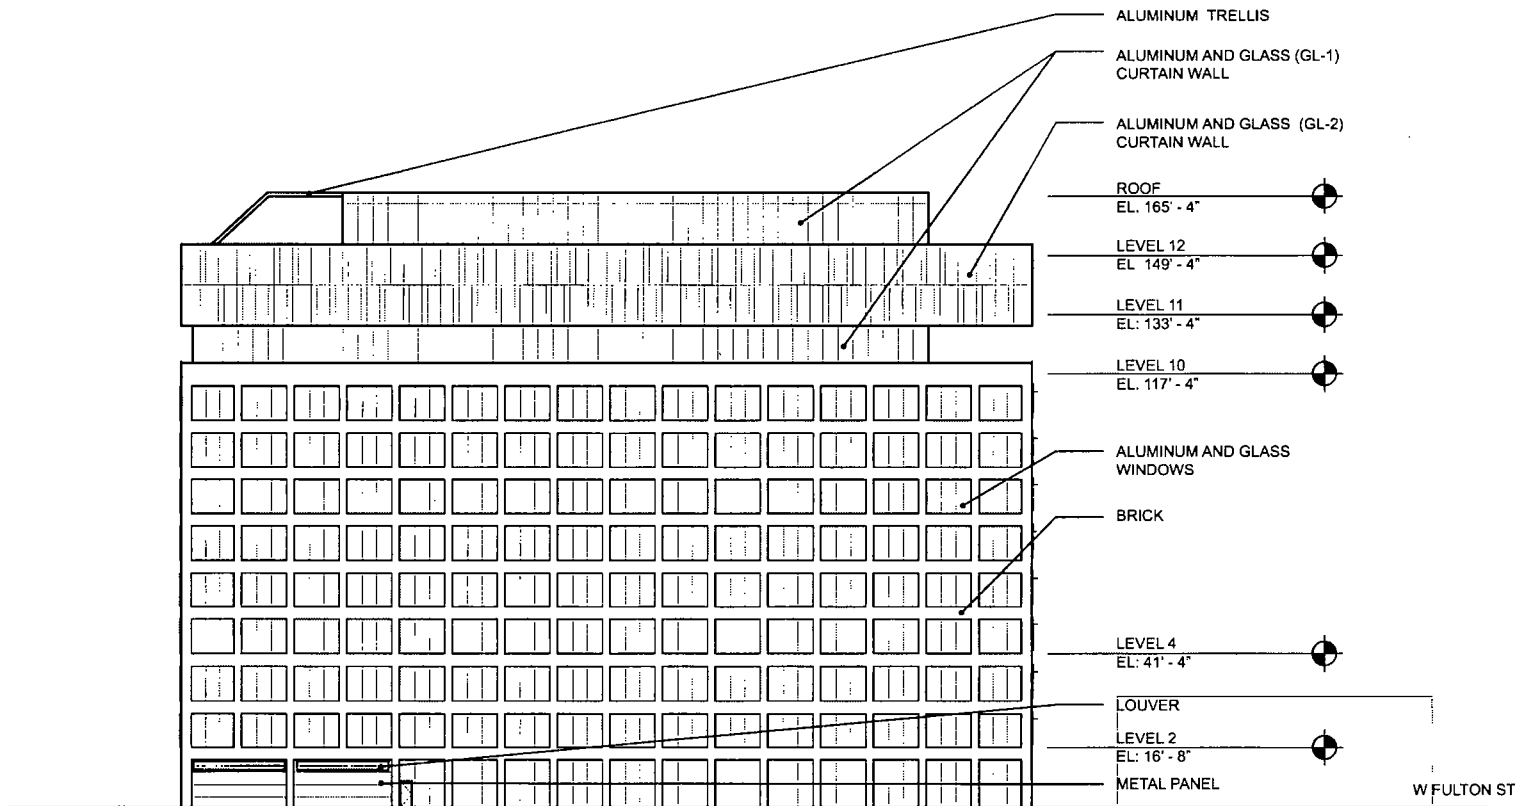 ALUMINUM TRELLIS
ALUMINUM AND GLASS (GL-1)
CURTAIN WALL
ALUMINUM AND GLASS (GL-2)
CURTAIN WALL
ROOF
EL. 165' - 4"
LEVEL 12
EL 149' - 4"
LEVEL 11
EL: 133' - 4"
LEVEL 10
EL. 117' - 4"
ALUMINUM AND GLASS
WINDOWS
BRICK
LEVEL 4
EL: 41' - 4"
LOUVER
LEVEL 2
EL: 16' - 8"
METAL PANEL
W FULTON ST